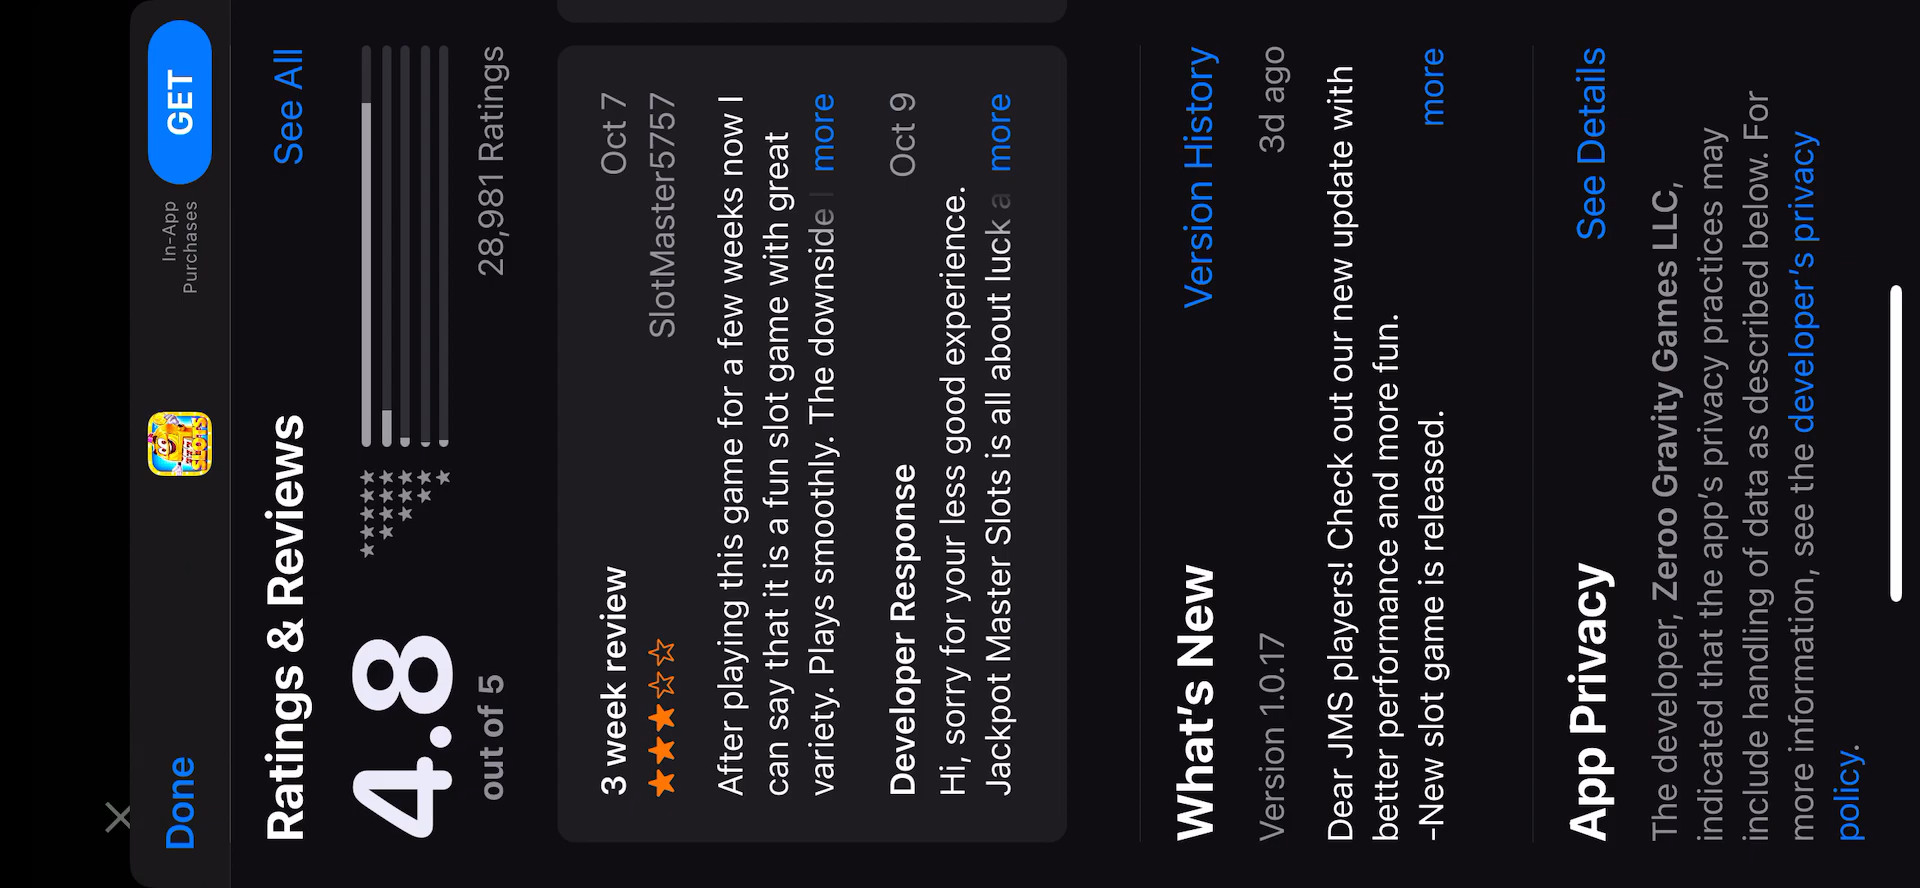 Done
In-App
Purchases
GET
Ratings & Reviews
See All
4.8
out of 5
28,981 Ratings
3 week review
Oct 7
SlotMaster5757
After playing this game for a few weeks now I
can say that it is a fun slot game with great
variety. Plays smoothly. The downside
more
Developer Response
Oct 9
Hi, sorry for your less good experience.
Jackpot Master Slots is all about luck a
more
What's New
Version History
Version 1.0.17
3d ago
Dear JMS players! Check out our new update with
better performance and more fun.
-New slot game is released.
more
App Privacy
See Details
The developer, Zeroo Gravity Games LLC,
indicated that the app's privacy practices may
include handling of data as described below. For
more information, see the developer's privacy
policy.